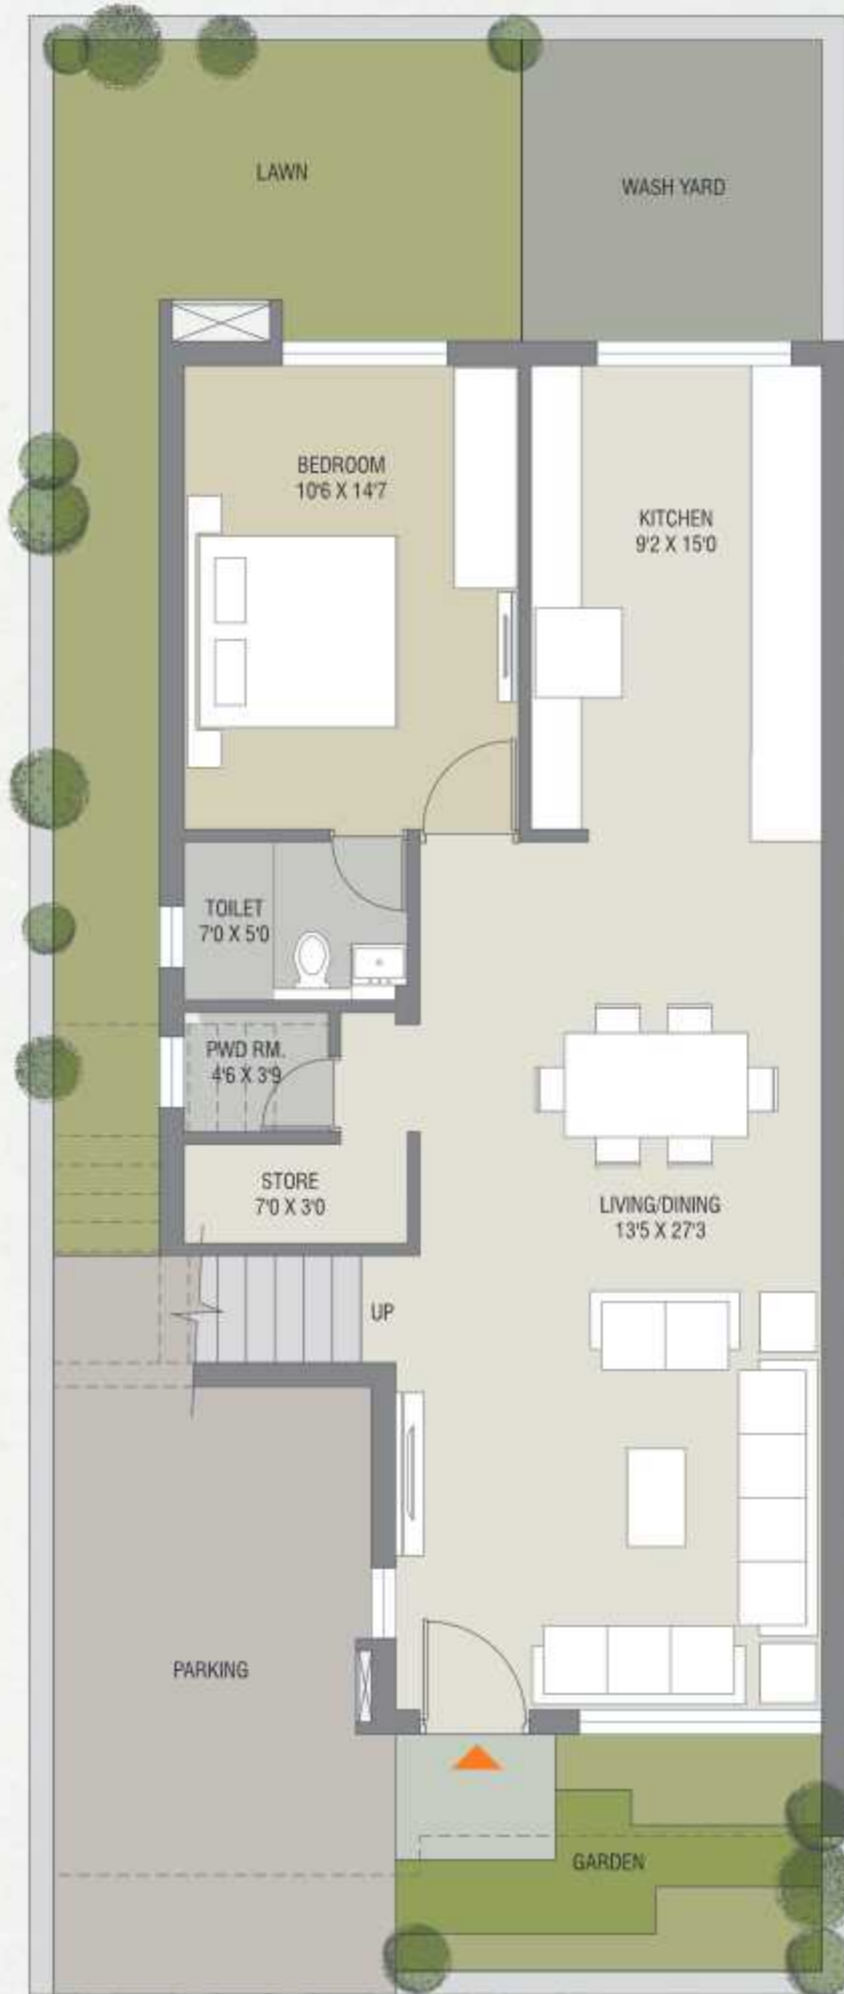 LAWN
WASH YARD
BEDROOM
10'6 X 14'7
KITCHEN
9'2 X 15'0
TOILET
7'0 X 5'0
PWD RM.
4'6 X 3'9
STORE
7'0 X 3'0
LIVING/DINING
13'5 X 27'3
UP
PARKING
GARDEN